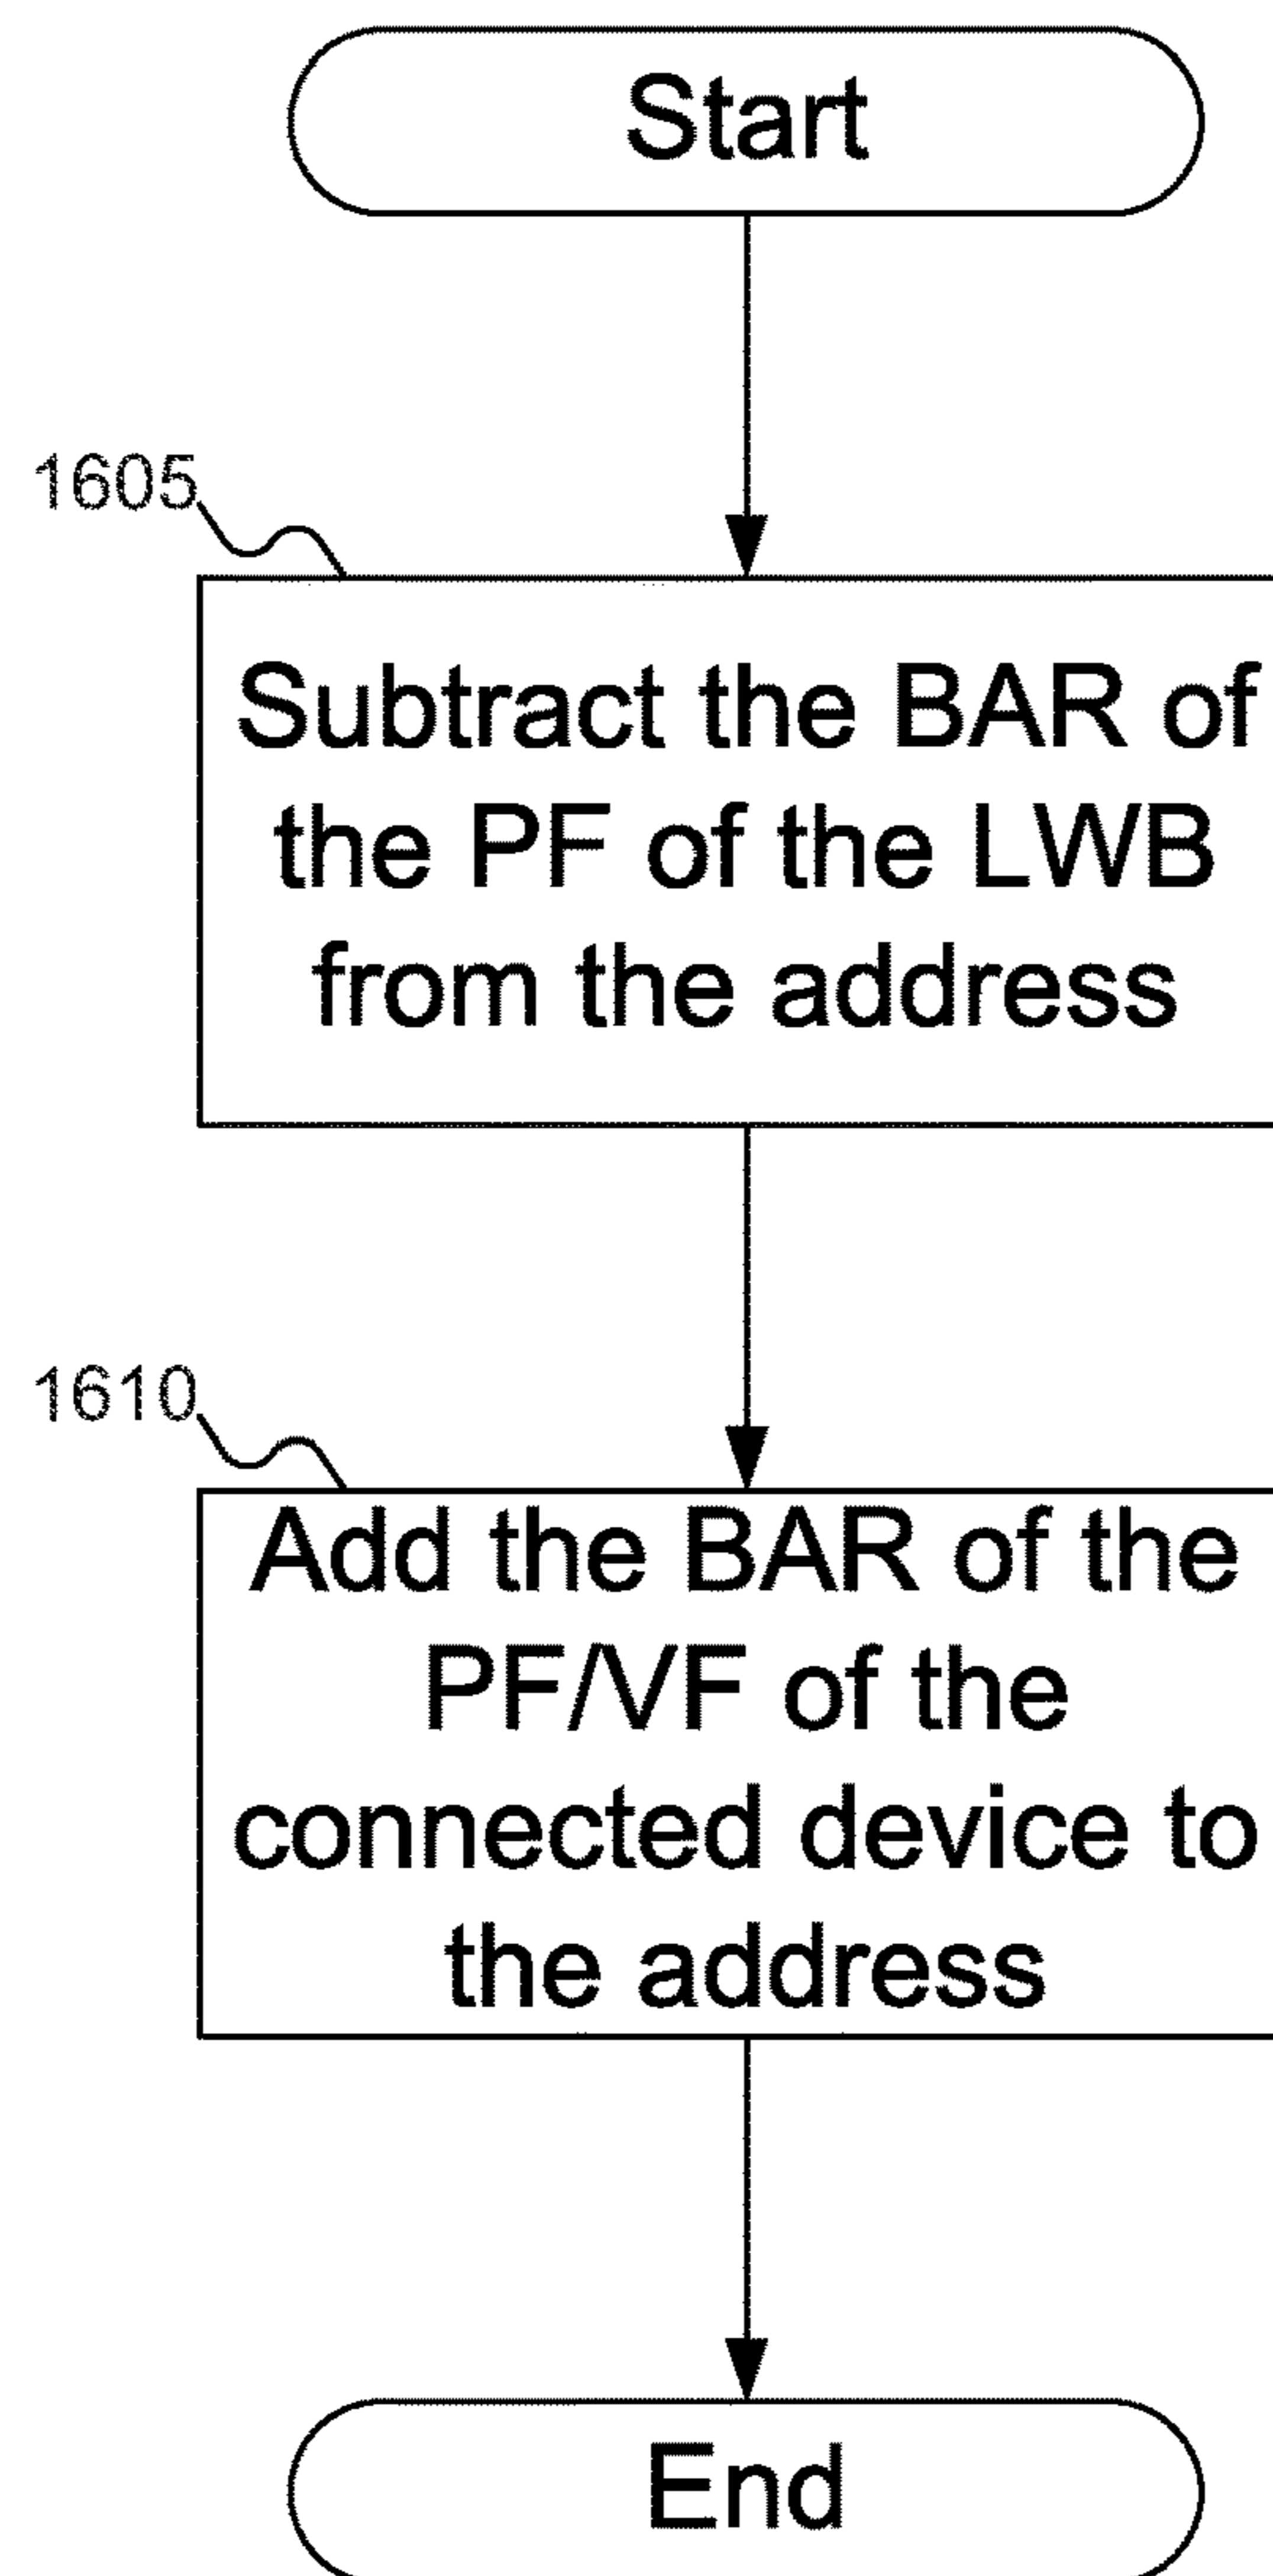 Start
1605
Subtract the BAR of
the PF of the LWB
from the address
1610
Add the BAR of the
PF/VF of the
connected device to
the address
End